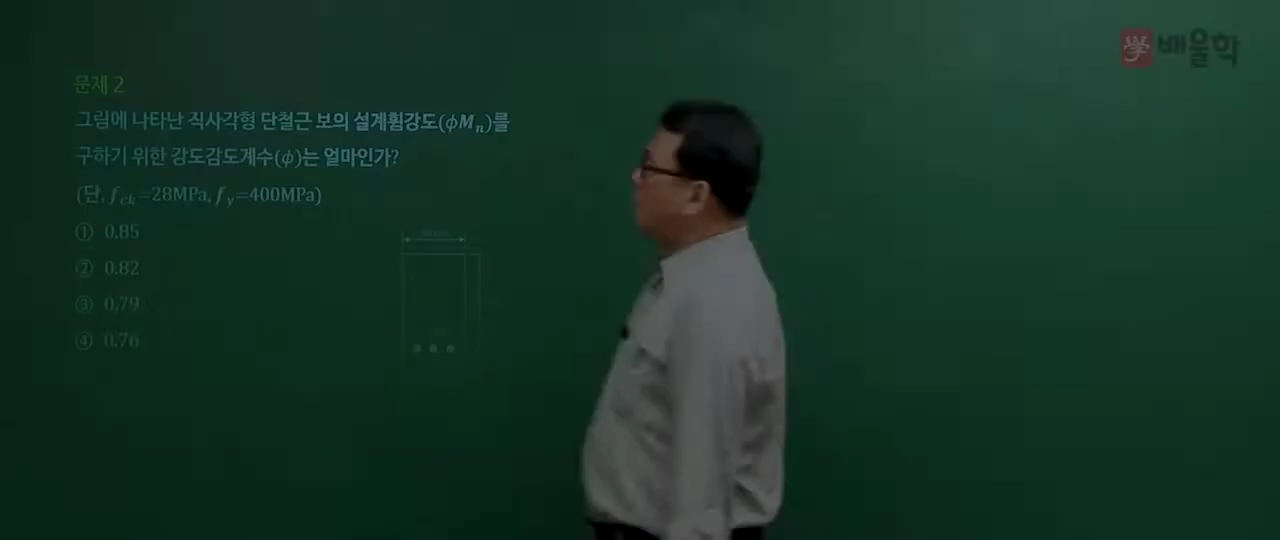 學 배울학
문제 2
그림에 나타난 직사각형 단철근 보의 설계휨강도(ϕMₙ)를
구하기 위한 강도감도계수(ϕ)는 얼마인가?
(단, f_ck=28MPa, f_y=400MPa)
① 0.85
② 0.82
③ 0.79
④ 0.76